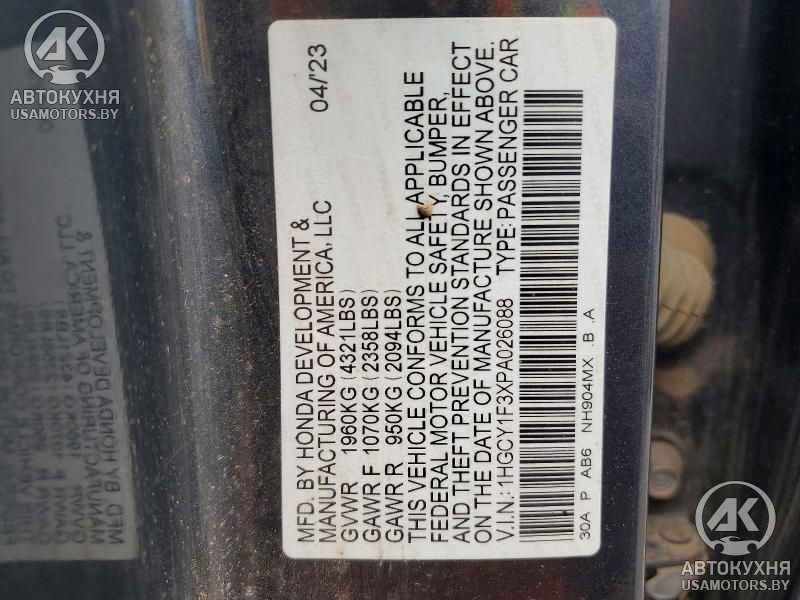 AK
АВТОКУХНЯ
USAMOTORS.BY
MFD. BY HONDA DEVELOPMENT & 04/'23
MANUFACTURING OF AMERICA, LLC
GVWR 1960KG (4321LBS)
GAWR F 1070KG (2358LBS)
GAWR R 950KG (2094LBS)
THIS VEHICLE CONFORMS TO ALL APPLICABLE
FEDERAL MOTOR VEHICLE SAFETY, BUMPER,
AND THEFT PREVENTION STANDARDS IN EFFECT
ON THE DATE OF MANUFACTURE SHOWN ABOVE.
V.I.N.: 1HGCY1F3XPA026088 TYPE: PASSENGER CAR
30A P AB6 NH904MX .B .A
AK
АВТОКУХНЯ
USAMOTORS.BY